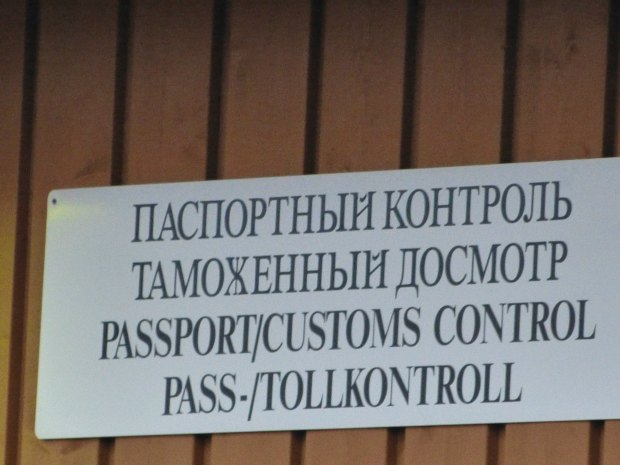 ПАСПОРТНЫЙ КОНТРОЛЬ
ТАМОЖЕННЫЙ ДОСМОТР
PASSPORT/CUSTOMS CONTROL
PASS-/TOLLKONTROLL